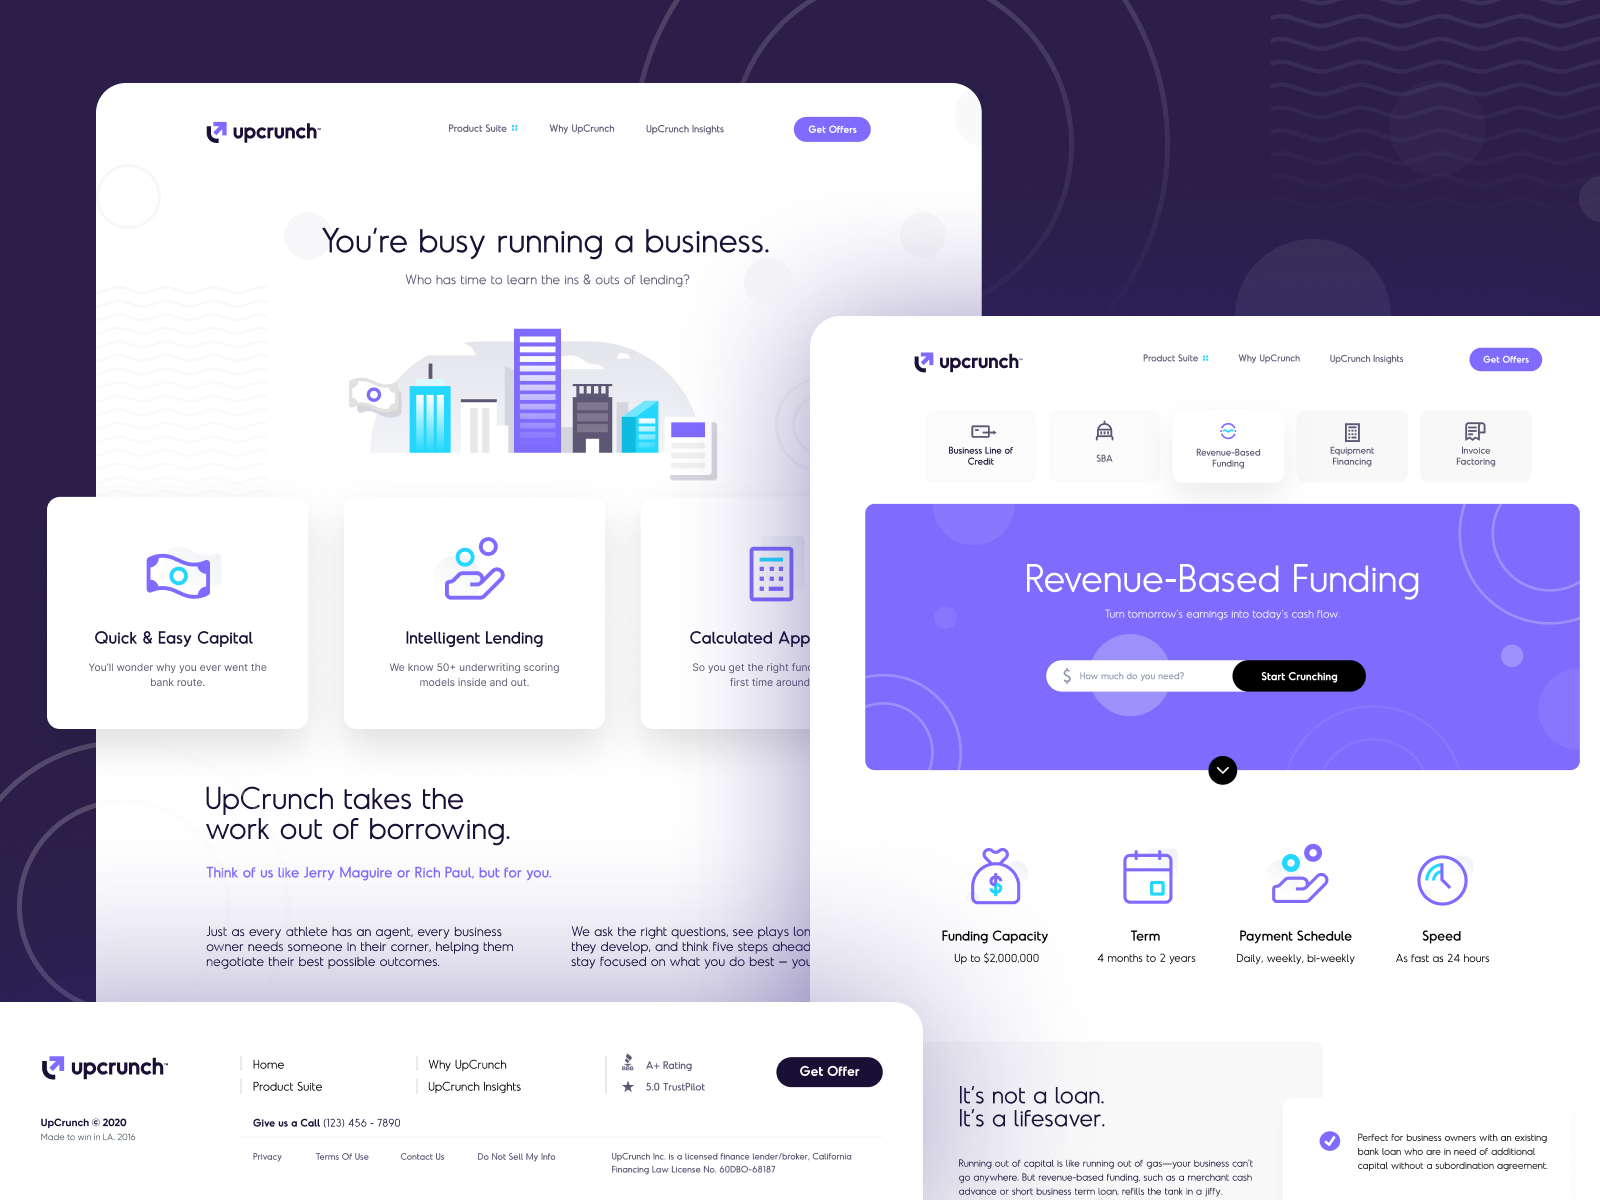 upcrunch™
Product Suite
Why UpCrunch
UpCrunch Insights
Get Offers
You're busy running a business.
Who has time to learn the ins & outs of lending?
Quick & Easy Capital
You'll wonder why you ever went the
bank route.
Intelligent Lending
We know 50+ underwriting scoring
models inside and out.
Calculated App
So you get the right fun
first time around
UpCrunch takes the
work out of borrowing.
Think of us like Jerry Maguire or Rich Paul, but for you.
Just as every athlete has an agent, every business
owner needs someone in their corner, helping them
negotiate their best possible outcomes.
We ask the right questions, see plays lon
they develop, and think five steps ahead
stay focused on what you do best – you
upcrunch™
Product Suite
Why UpCrunch
UpCrunch Insights
Get Offers
Business Line of
Credit
SBA
Revenue-Based
Funding
Equipment
Financing
Invoice
Factoring
Revenue-Based Funding
Turn tomorrow's earnings into today's cash flow.
$ How much do you need?
Start Crunching
Funding Capacity
Up to $2,000,000
Term
4 months to 2 years
Payment Schedule
Daily, weekly, bi-weekly
Speed
As fast as 24 hours
It's not a loan.
It's a lifesaver.
Running out of capital is like running out of gas—your business can't
go anywhere. But revenue-based funding, such as a merchant cash
advance or short business term loan, refills the tank in a jiffy.
Perfect for business owners with an existing
bank loan who are in need of additional
capital without a subordination agreement.
upcrunch™
UpCrunch © 2020
Made to win in LA. 2016
Home
Product Suite
Why UpCrunch
UpCrunch Insights
BBB
A+ Rating
5.0 TrustPilot
Get Offer
Give us a Call (123) 456 - 7890
Privacy
Terms Of Use
Contact Us
Do Not Sell My Info
UpCrunch Inc. is a licensed finance lender/broker, California
Financing Law License No. 60DBO-68187